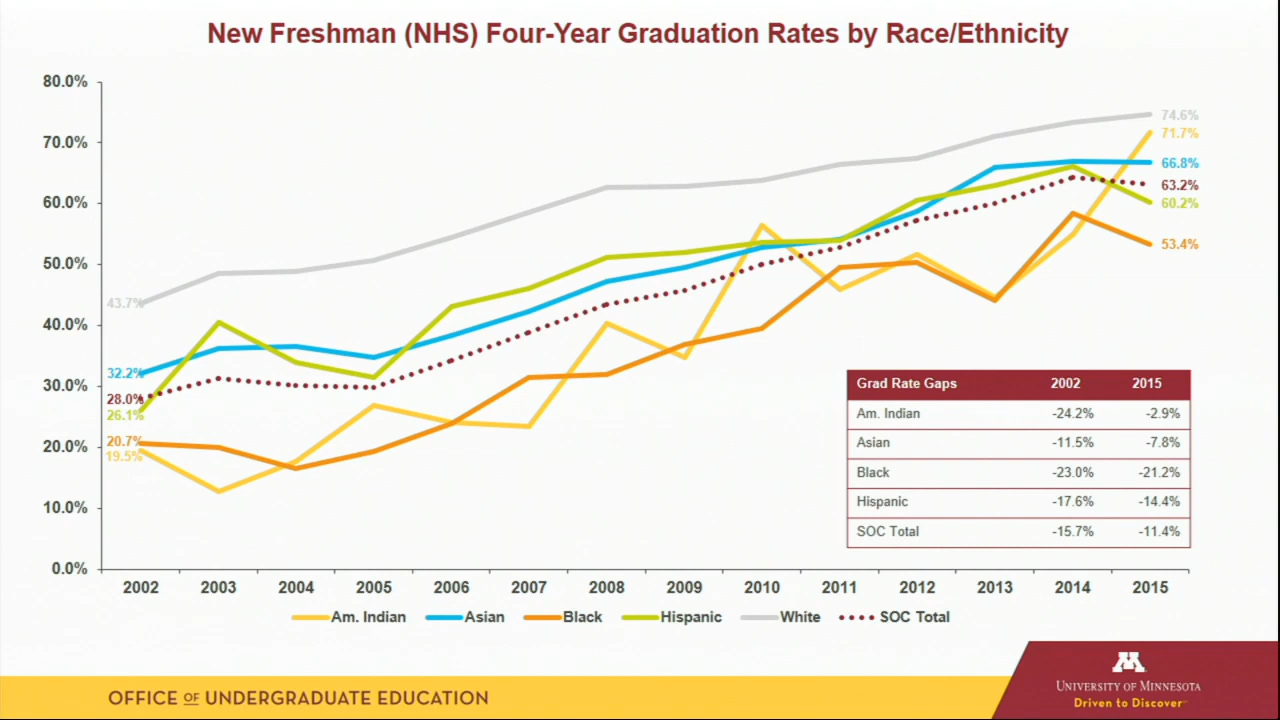 New Freshman (NHS) Four-Year Graduation Rates by Race/Ethnicity
80.0%
70.0%
60.0%
50.0%
40.0%
30.0%
20.0%
10.0%
0.0%
43.7%
32.2%
28.0%
26.1%
20.7%
19.5%
74.6%
71.7%
66.8%
63.2%
60.2%
53.4%
Grad Rate Gaps 2002 2015
Am. Indian -24.2% -2.9%
Asian -11.5% -7.8%
Black -23.0% -21.2%
Hispanic -17.6% -14.4%
SOC Total -15.7% -11.4%
2002 2003 2004 2005 2006 2007 2008 2009 2010 2011 2012 2013 2014 2015
Am. Indian Asian Black Hispanic White SOC Total
OFFICE OF UNDERGRADUATE EDUCATION
M
UNIVERSITY OF MINNESOTA
Driven to Discover